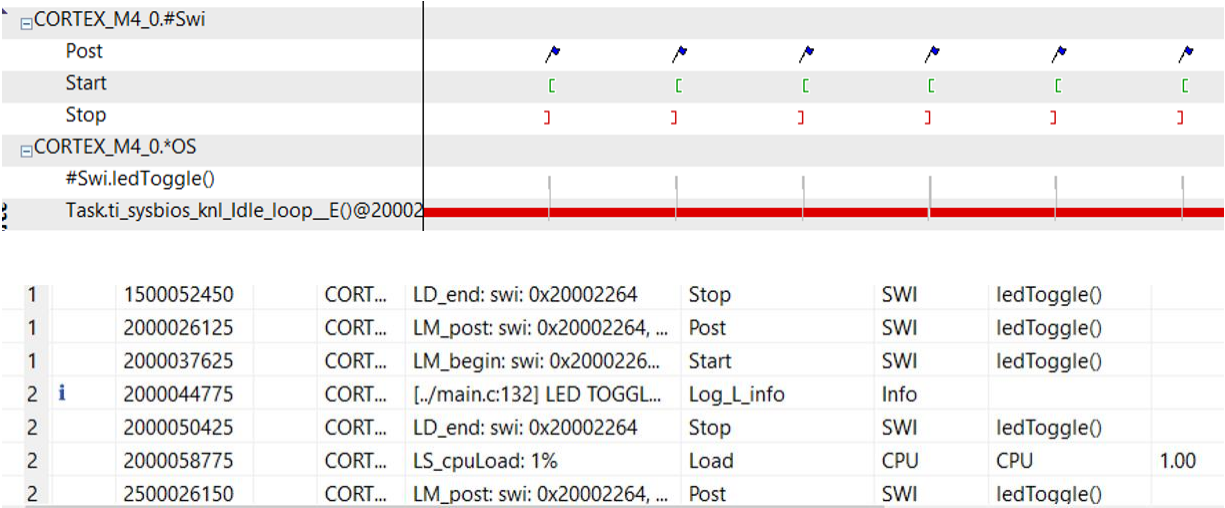 CORTEX_M4_0.#Swi
Post
Start
Stop
CORTEX_M4_0.*OS
#Swi.ledToggle()
Task.ti_sysbios_knl_Idle_loop__E()@20002
1 1500052450 CORT... LD_end: swi: 0x20002264 Stop SWI ledToggle()
1 2000026125 CORT... LM_post: swi: 0x20002264, ... Post SWI ledToggle()
1 2000037625 CORT... LM_begin: swi: 0x2000226... Start SWI ledToggle()
2 i 2000044775 CORT... [../main.c:132] LED TOGGL... Log_L_info Info
2 2000050425 CORT... LD_end: swi: 0x20002264 Stop SWI ledToggle()
2 2000058775 CORT... LS_cpuLoad: 1% Load CPU CPU 1.00
2 2500026150 CORT... LM_post: swi: 0x20002264, ... Post SWI ledToggle()